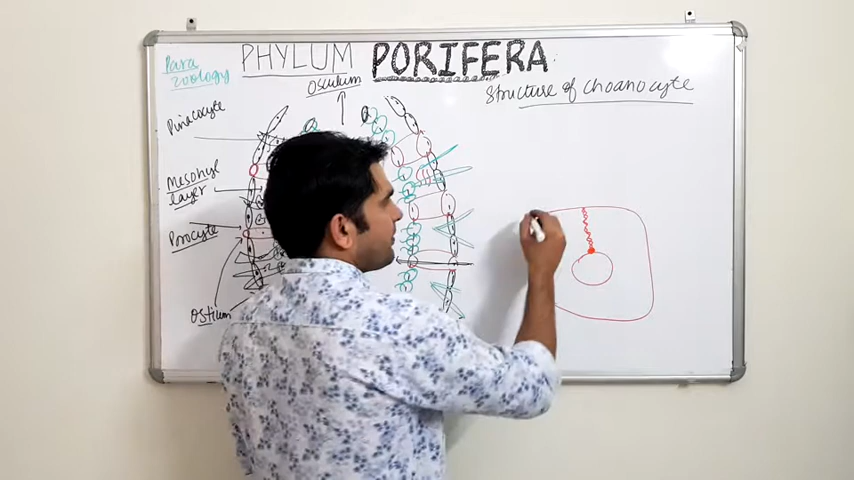 Para
zoology
PHYLUM PORIFERA
Structure of Choanocyte
Osculum
Pinacocyte
Mesohyl
layer
Porocyte
Ostium